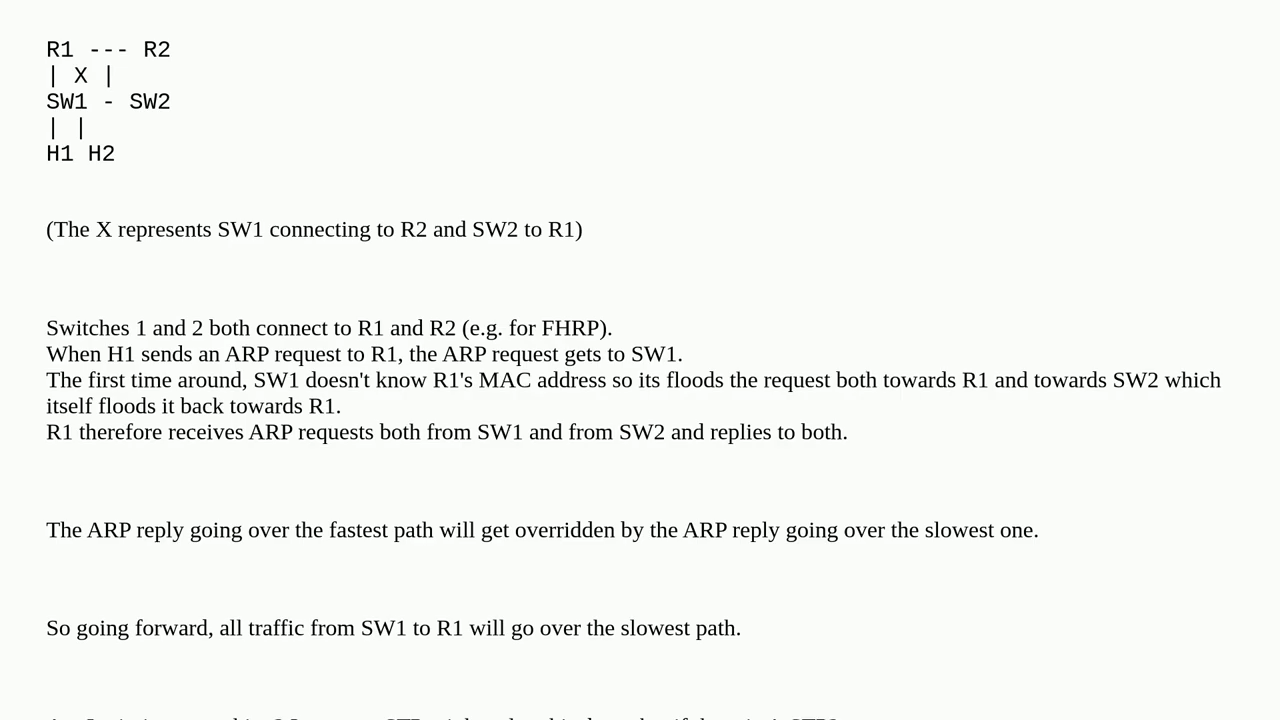 R1 --- R2
| X |
SW1 - SW2
| |
H1 H2
(The X represents SW1 connecting to R2 and SW2 to R1)
Switches 1 and 2 both connect to R1 and R2 (e.g. for FHRP).
When H1 sends an ARP request to R1, the ARP request gets to SW1.
The first time around, SW1 doesn't know R1's MAC address so its floods the request both towards R1 and towards SW2 which
itself floods it back towards R1.
R1 therefore receives ARP requests both from SW1 and from SW2 and replies to both.
The ARP reply going over the fastest path will get overridden by the ARP reply going over the slowest one.
So going forward, all traffic from SW1 to R1 will go over the slowest path.